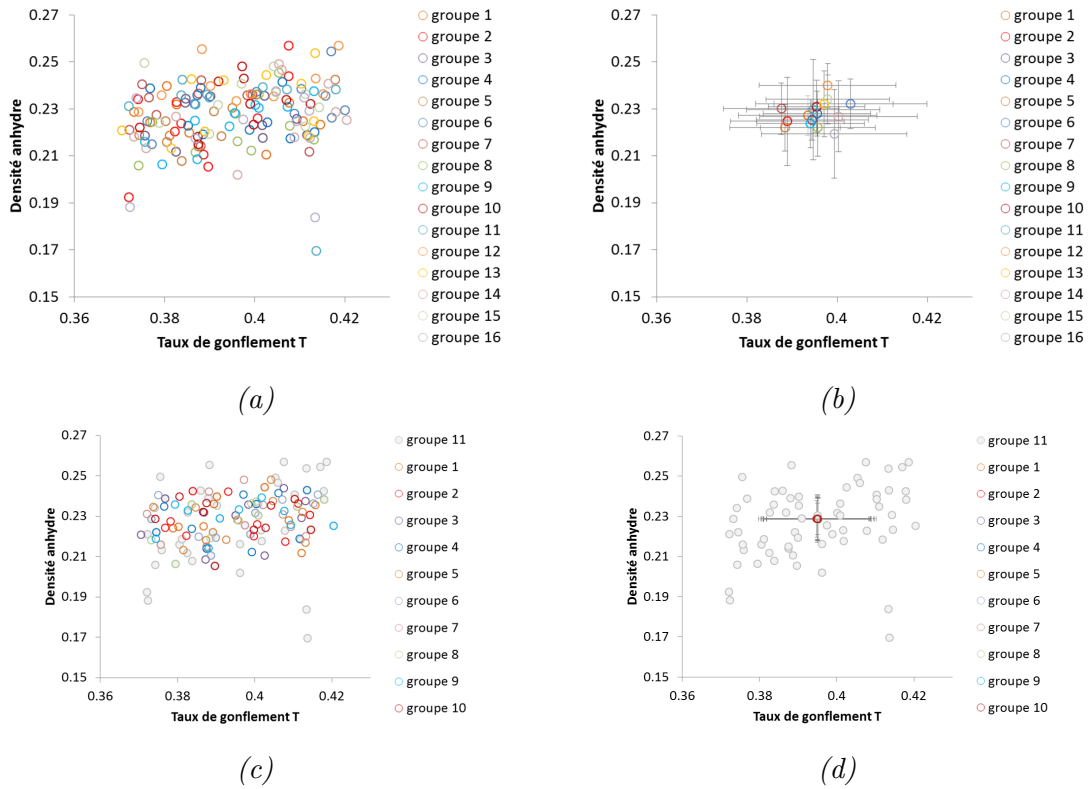 0.27
0.25
0.23
0.21
0.19
0.17
0.15
Densité anhydre
0.36
0.38
0.4
0.42
Taux de gonflement T
groupe 1
groupe 2
groupe 3
groupe 4
groupe 5
groupe 6
groupe 7
groupe 8
groupe 9
groupe 10
groupe 11
groupe 12
groupe 13
groupe 14
groupe 15
groupe 16
(a)
0.27
0.25
0.23
0.21
0.19
0.17
0.15
Densité anhydre
0.36
0.38
0.4
0.42
Taux de gonflement T
groupe 1
groupe 2
groupe 3
groupe 4
groupe 5
groupe 6
groupe 7
groupe 8
groupe 9
groupe 10
groupe 11
groupe 12
groupe 13
groupe 14
groupe 15
groupe 16
(b)
0.27
0.25
0.23
0.21
0.19
0.17
0.15
Densité anhydre
0.36
0.38
0.4
0.42
Taux de gonflement T
groupe 11
groupe 1
groupe 2
groupe 3
groupe 4
groupe 5
groupe 6
groupe 7
groupe 8
groupe 9
groupe 10
(c)
0.27
0.25
0.23
0.21
0.19
0.17
0.15
Densité anhydre
0.36
0.38
0.4
0.42
Taux de gonflement T
groupe 11
groupe 1
groupe 2
groupe 3
groupe 4
groupe 5
groupe 6
groupe 7
groupe 8
groupe 9
groupe 10
(d)